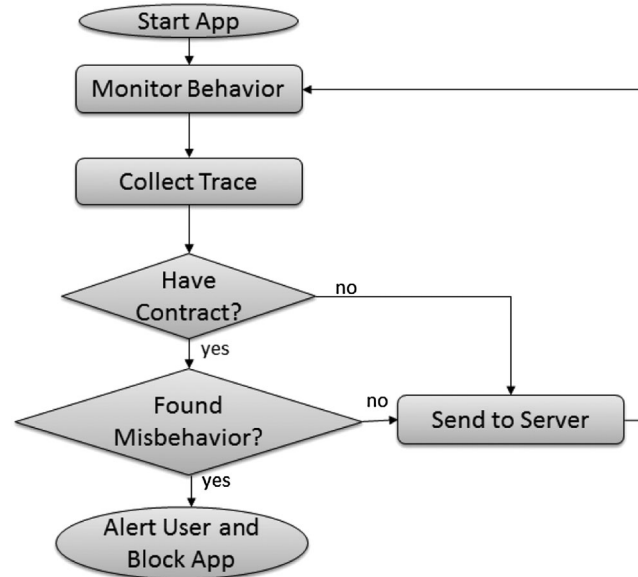 Start App
Monitor Behavior
Collect Trace
Have
Contract?
no
yes
Found
Misbehavior?
no
Send to Server
yes
Alert User and
Block App